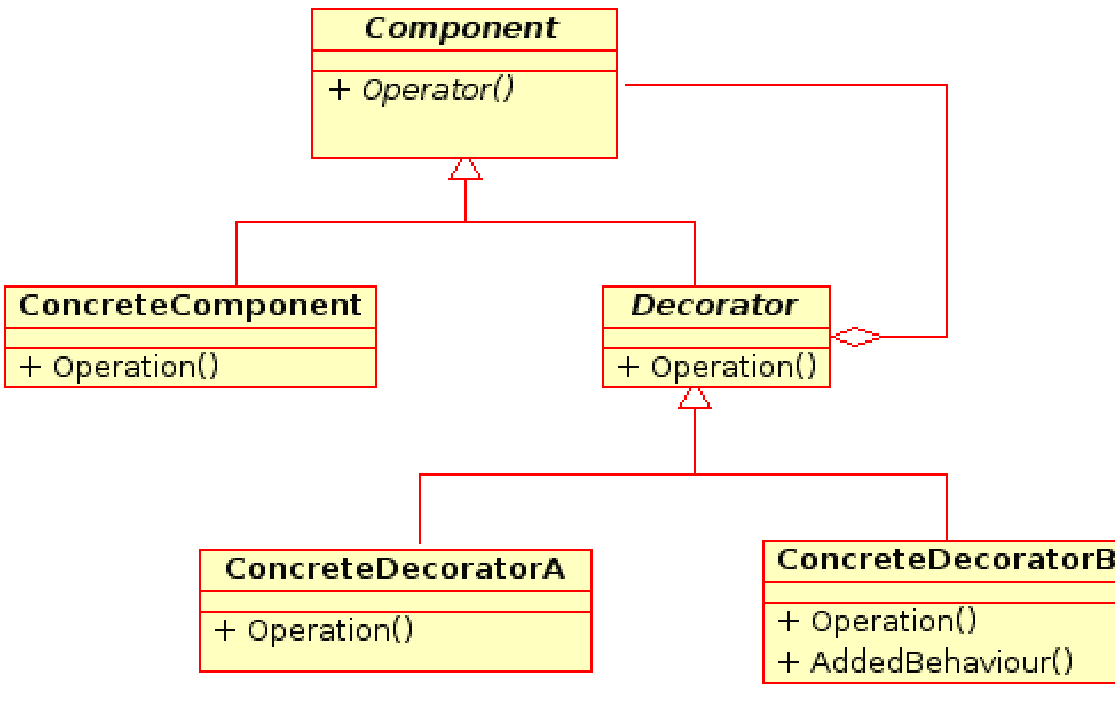 Component
+ Operator()
ConcreteComponent
+ Operation()
Decorator
+ Operation()
ConcreteDecoratorA
+ Operation()
ConcreteDecoratorB
+ Operation()
+ AddedBehaviour()